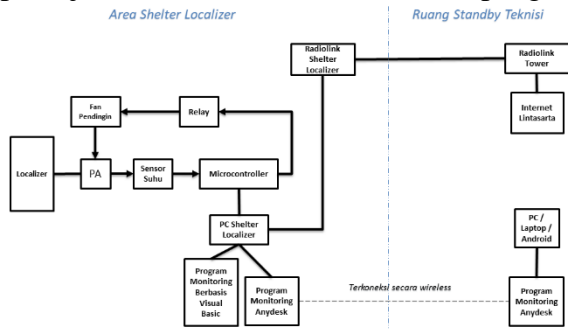 Area Shelter Localizer
Ruang Standby Teknisi
Radiolink
Shelter
Localizer
Radiolink
Tower
Internet
Lintasarta
Fan
Pendingin
Relay
Localizer
PA
Sensor
Suhu
Microcontroller
PC Shelter
Localizer
Program
Monitoring
Berbasis
Visual
Basic
Program
Monitoring
Anydesk
Terkoneksi secara wireless
PC /
Laptop /
Android
Program
Monitoring
Anydesk